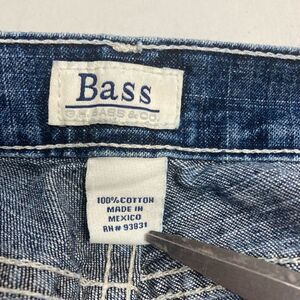 Bass
G.H. BASS & CO.
100% COTTON
MADE IN
MEXICO
RN# 93831